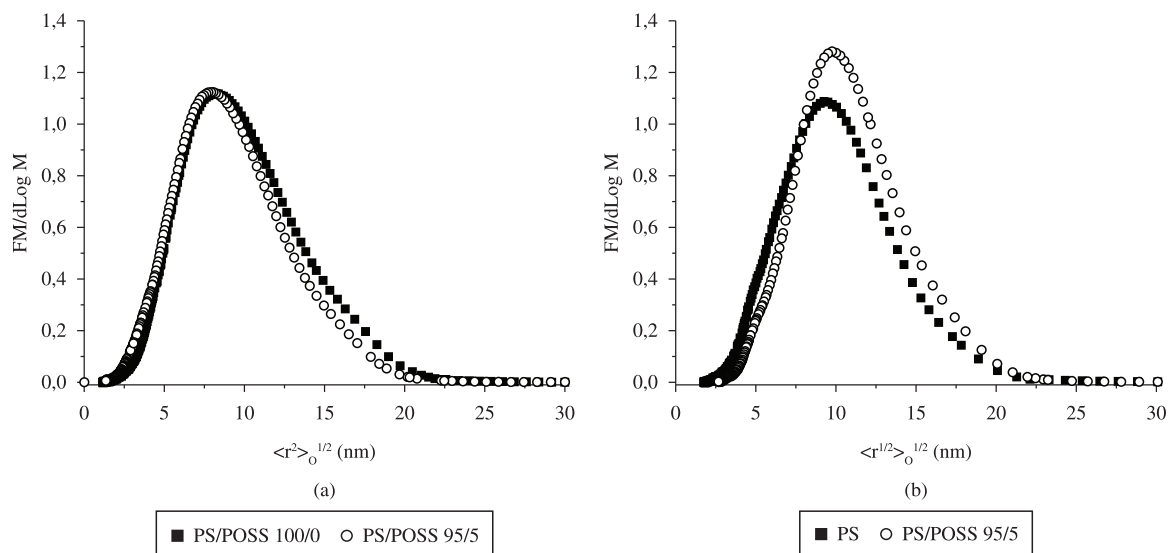 1,4
1,2
1,0
0,8
0,6
0,4
0,2
0,0
FM/dLog M
0 5 10 15 20 25 30
<r²>O^1/2 (nm)
(a)
PS/POSS 100/0 PS/POSS 95/5
1,4
1,2
1,0
0,8
0,6
0,4
0,2
0,0
FM/dLog M
0 5 10 15 20 25 30
<r^1/2>O^1/2 (nm)
(b)
PS PS/POSS 95/5